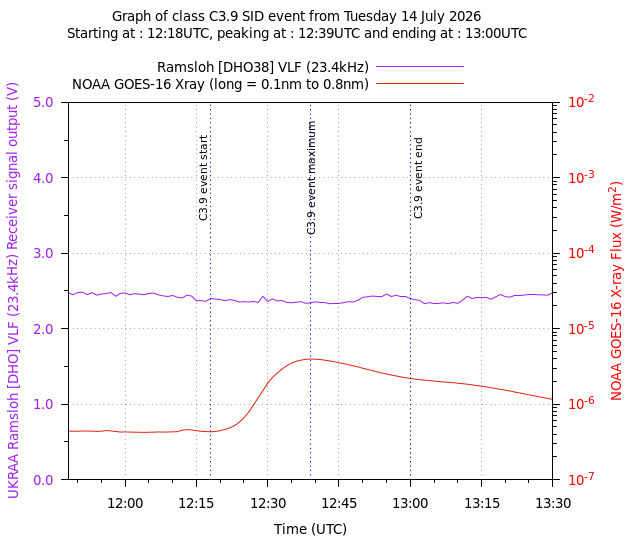 Graph of class C3.9 SID event from Tuesday 14 July 2026
Starting at : 12:18UTC, peaking at : 12:39UTC and ending at : 13:00UTC
Ramsloh [DHO38] VLF (23.4kHz)
NOAA GOES-16 Xray (long = 0.1nm to 0.8nm)
UKRAA Ramsloh [DHO] VLF (23.4kHz) Receiver signal output (V)
5.0
4.0
3.0
2.0
1.0
0.0
C3.9 event start
C3.9 event maximum
C3.9 event end
10-2
10-3
10-4
10-5
10-6
10-7
NOAA GOES-16 X-ray Flux (W/m2)
12:00 12:15 12:30 12:45 13:00 13:15 13:30
Time (UTC)